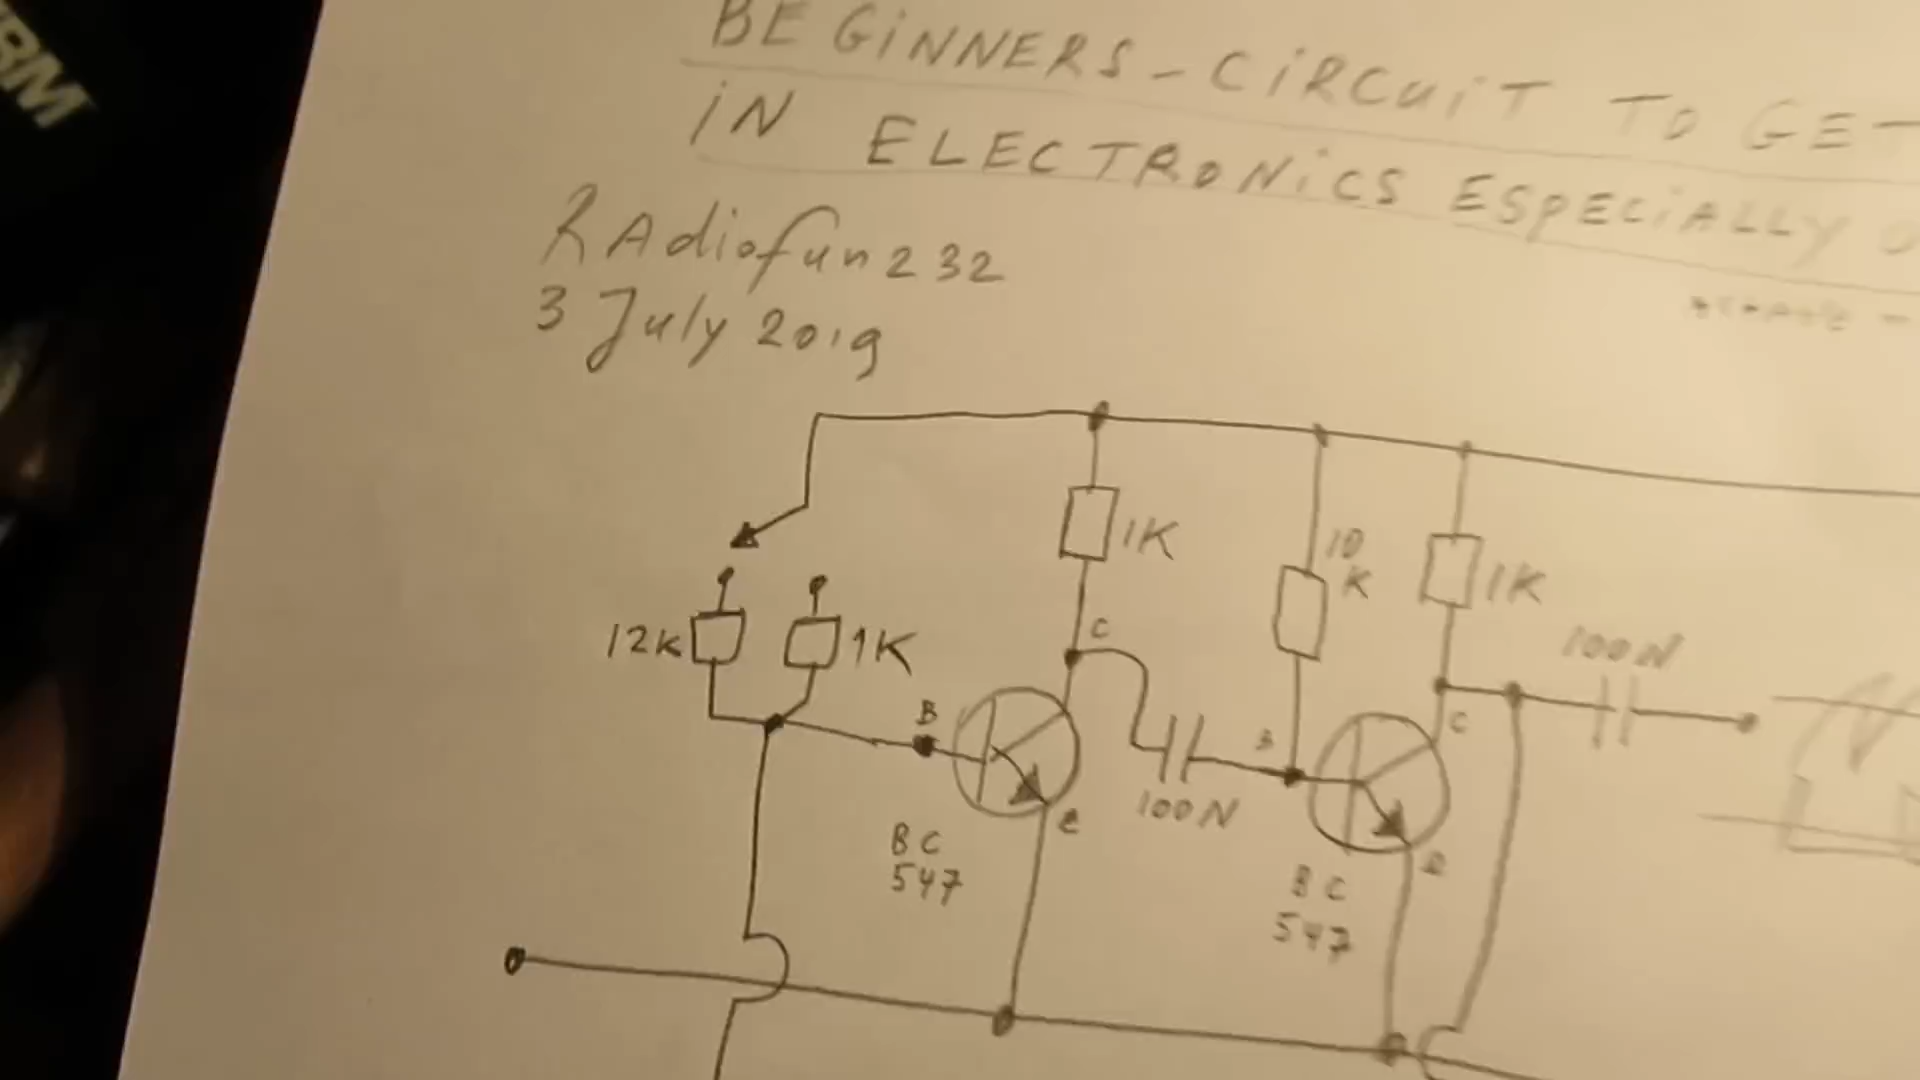 BEGINNERS-CIRCUIT TO GET
IN ELECTRONICS ESPECIALLY
RAdiofun232
3 July 2019
1K
10
K
1K
12K
1K
C
100N
B
B
C
100N
e
BC
547
e
BC
547